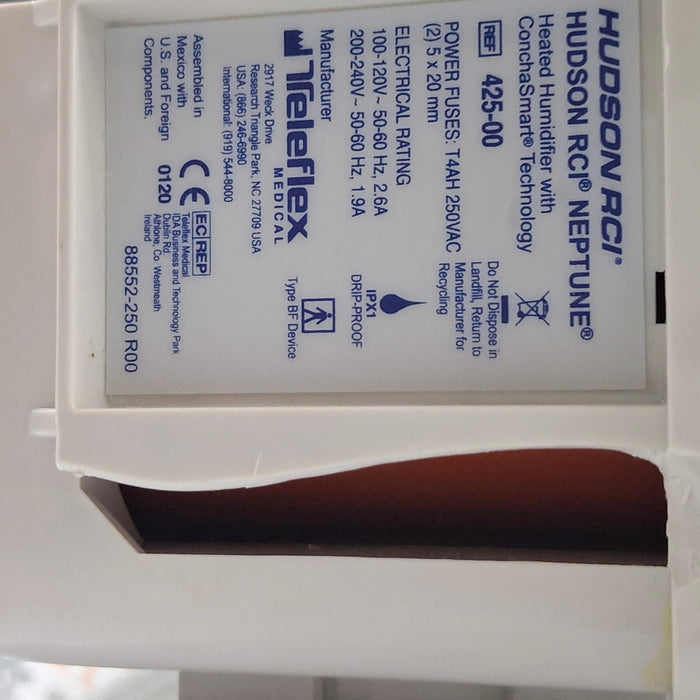 HUDSON RCI®
HUDSON RCI® NEPTUNE®
Heated Humidifier with
ConchaSmart® Technology
REF 425-00
POWER FUSES: T4AH 250VAC
(2) 5 x 20 mm
ELECTRICAL RATING
100-120V~ 50-60 Hz, 2.6A
200-240V~ 50-60 Hz, 1.9A
Do Not Dispose in
Landfill, Return to
Manufacturer for
Recycling
IPX1
DRIP-PROOF
Type BF Device
Manufacturer
Teleflex
MEDICAL
2917 Weck Drive
Research Triangle Park, NC 27709 USA
USA: (866) 246-6990
International: (919) 544-8000
Assembled in
Mexico with
U.S. and Foreign
Components.
CE
0120
EC REP
Teleflex Medical
IDA Business and Technology Park
Dublin Rd.
Athlone, Co. Westmeath
Ireland
88552-250 R00